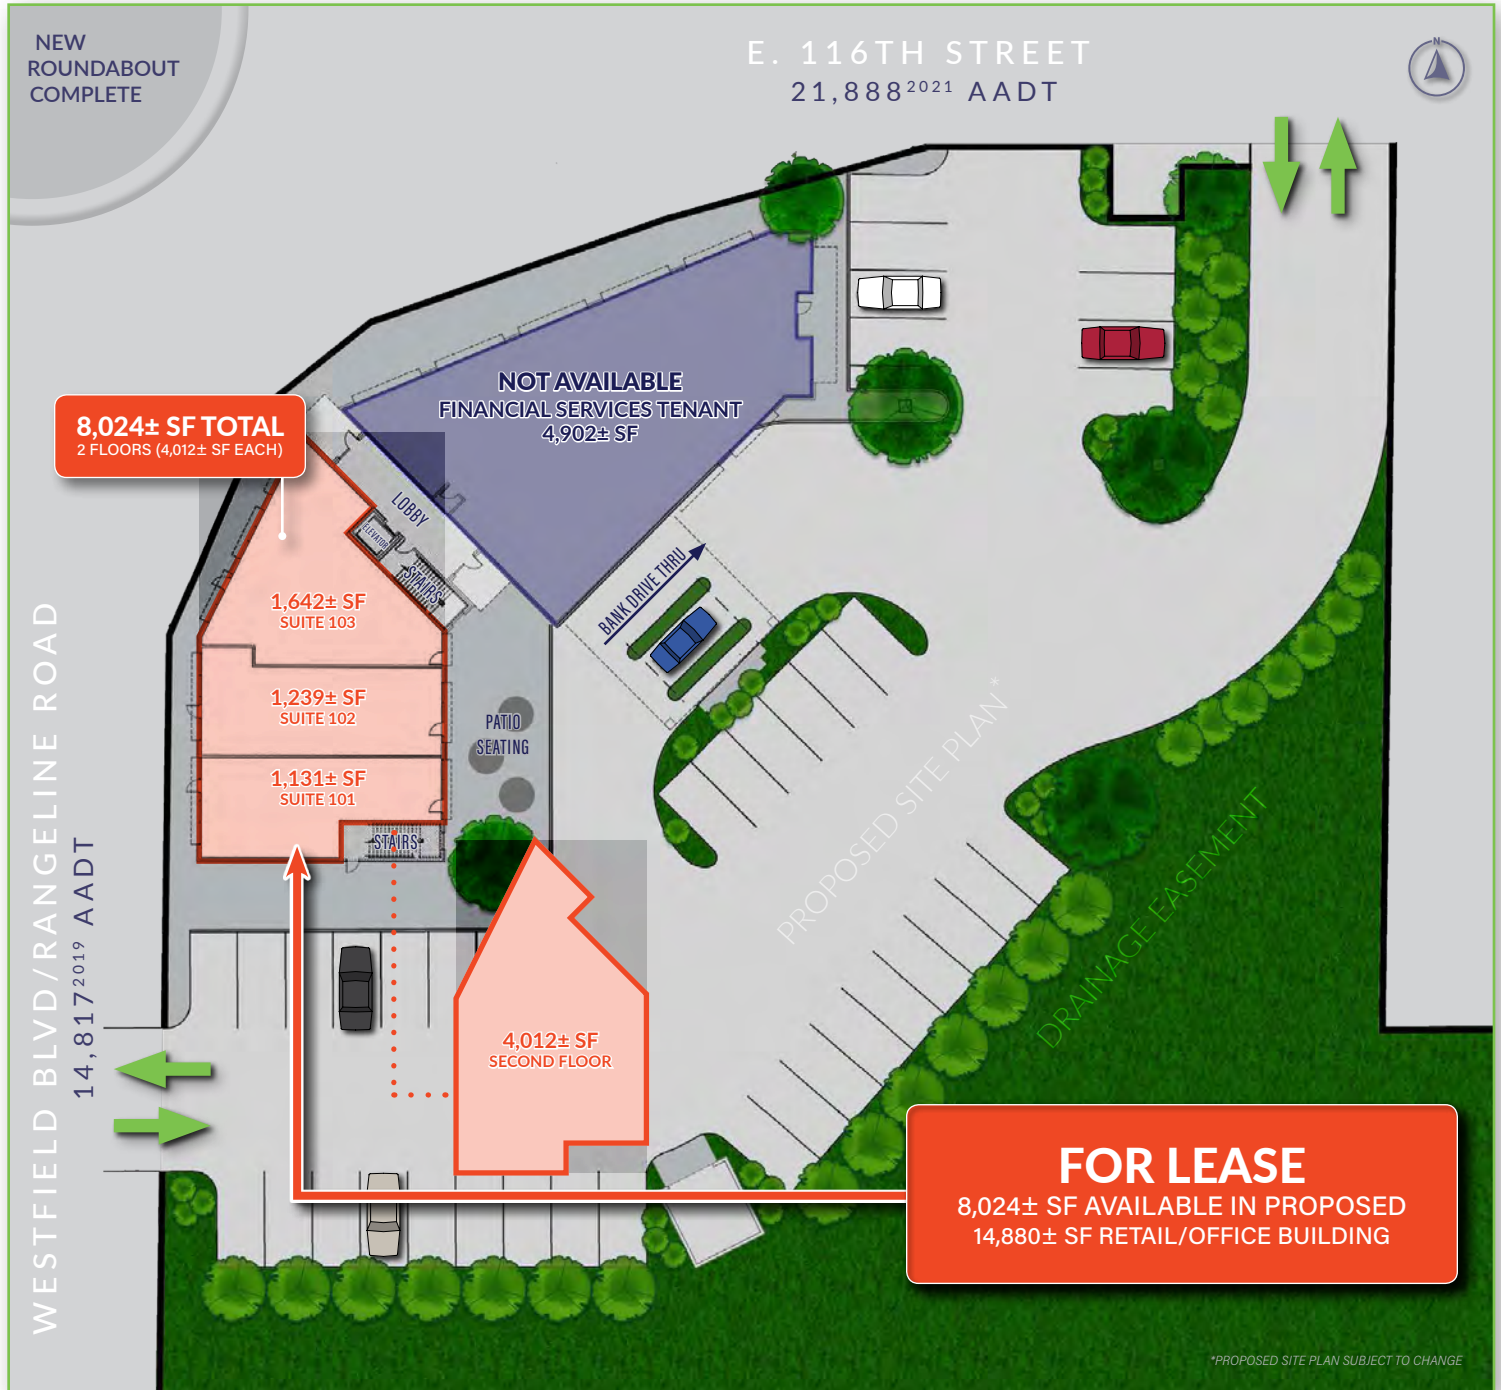 NEW
ROUNDABOUT
COMPLETE
E. 116TH STREET
21,888 2021 AADT
N
NOT AVAILABLE
FINANCIAL SERVICES TENANT
4,902± SF
8,024± SF TOTAL
2 FLOORS (4,012± SF EACH)
LOBBY
ELEVATOR
STAIRS
BANK DRIVE THRU
1,642± SF
SUITE 103
1,239± SF
SUITE 102
PATIO
SEATING
1,131± SF
SUITE 101
STAIRS
WESTFIELD BLVD/RANGELINE ROAD
14,817 2019 AADT
PROPOSED SITE PLAN*
DRAINAGE EASEMENT
4,012± SF
SECOND FLOOR
FOR LEASE
8,024± SF AVAILABLE IN PROPOSED
14,880± SF RETAIL/OFFICE BUILDING
*PROPOSED SITE PLAN SUBJECT TO CHANGE